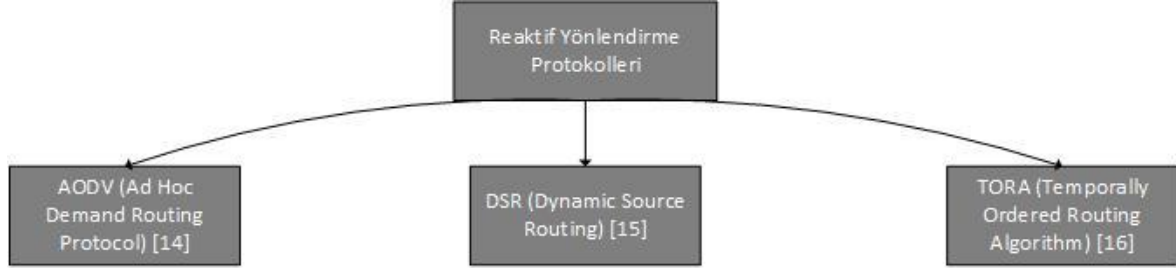 Reaktif Yönlendirme
Protokolleri
AODV (Ad Hoc
Demand Routing
Protocol) [14]
DSR (Dynamic Source
Routing) [15]
TORA (Temporally
Ordered Routing
Algorithm) [16]